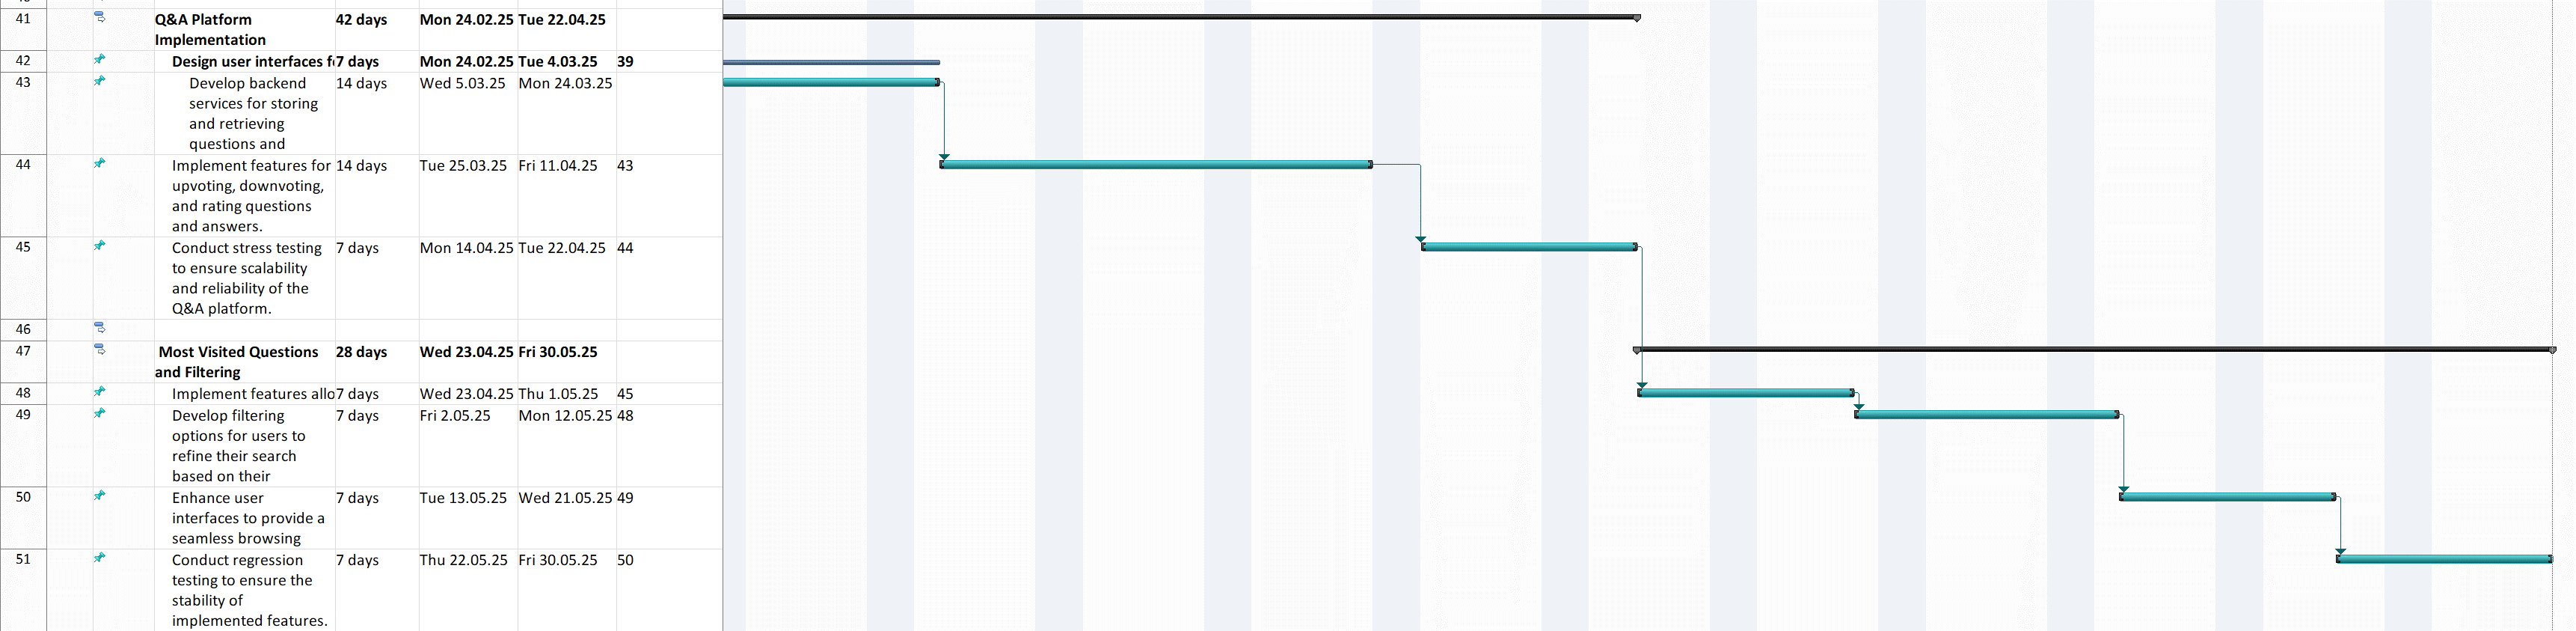 41 Q&A Platform 42 days Mon 24.02.25 Tue 22.04.25
Implementation
42 Design user interfaces f 7 days Mon 24.02.25 Tue 4.03.25 39
43 Develop backend 14 days Wed 5.03.25 Mon 24.03.25
services for storing
and retrieving
questions and
44 Implement features for 14 days Tue 25.03.25 Fri 11.04.25 43
upvoting, downvoting,
and rating questions
and answers.
45 Conduct stress testing 7 days Mon 14.04.25 Tue 22.04.25 44
to ensure scalability
and reliability of the
Q&A platform.
46
47 Most Visited Questions 28 days Wed 23.04.25 Fri 30.05.25
and Filtering
48 Implement features allo 7 days Wed 23.04.25 Thu 1.05.25 45
49 Develop filtering 7 days Fri 2.05.25 Mon 12.05.25 48
options for users to
refine their search
based on their
50 Enhance user 7 days Tue 13.05.25 Wed 21.05.25 49
interfaces to provide a
seamless browsing
51 Conduct regression 7 days Thu 22.05.25 Fri 30.05.25 50
testing to ensure the
stability of
implemented features.